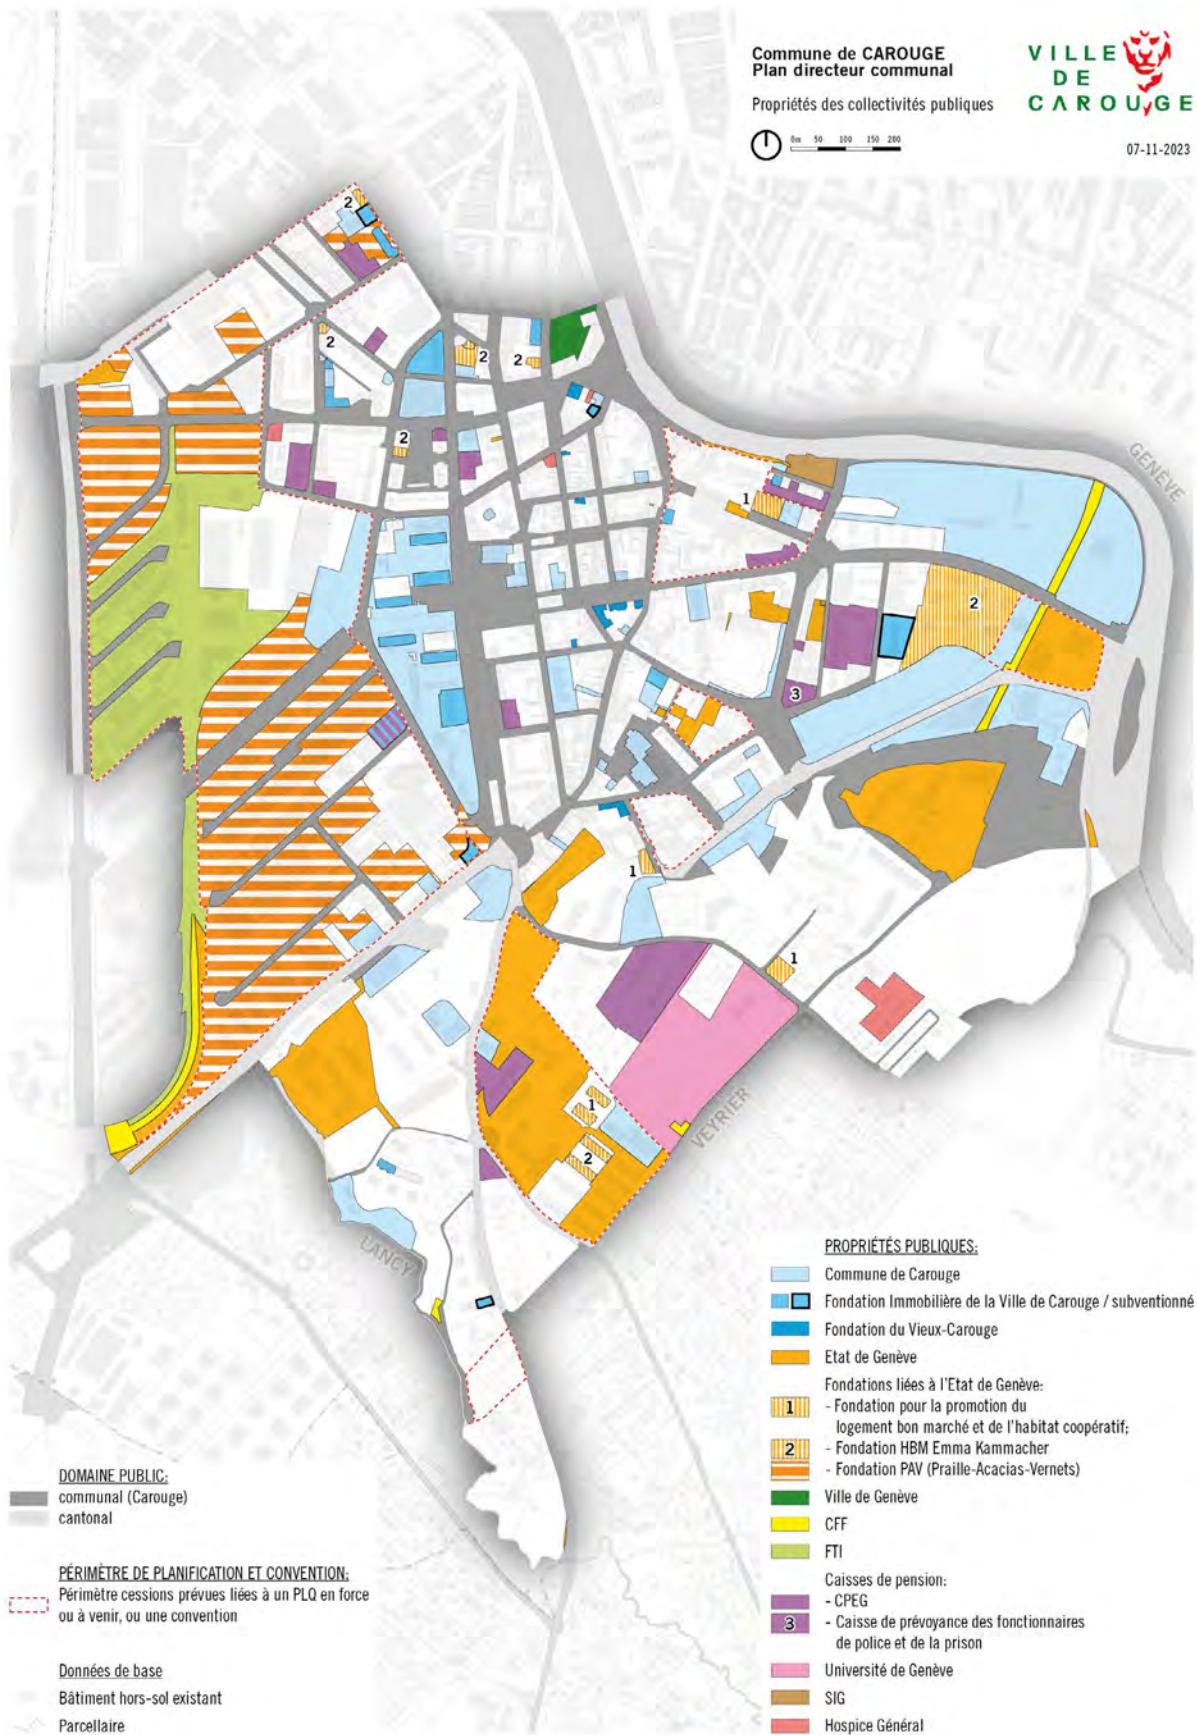 Commune de CAROUGE
Plan directeur communal
Propriétés des collectivités publiques
0m 50 100 150 200
VILLE
DE
CAROUGE
07-11-2023
2
2
2
2
2
1
2
3
1
1
1
2
GENÈVE
VEYRIER
LANCY
PROPRIÉTÉS PUBLIQUES:
Commune de Carouge
Fondation Immobilière de la Ville de Carouge / subventionné
Fondation du Vieux-Carouge
Etat de Genève
Fondations liées à l'Etat de Genève:
1 - Fondation pour la promotion du
logement bon marché et de l'habitat coopératif;
2 - Fondation HBM Emma Kammacher
- Fondation PAV (Praille-Acacias-Vernets)
Ville de Genève
CFF
FTI
Caisses de pension:
- CPEG
3 - Caisse de prévoyance des fonctionnaires
de police et de la prison
Université de Genève
SIG
Hospice Général
DOMAINE PUBLIC:
communal (Carouge)
cantonal
PÉRIMÈTRE DE PLANIFICATION ET CONVENTION:
Périmètre cessions prévues liées à un PLQ en force
ou à venir, ou une convention
Données de base
Bâtiment hors-sol existant
Parcellaire